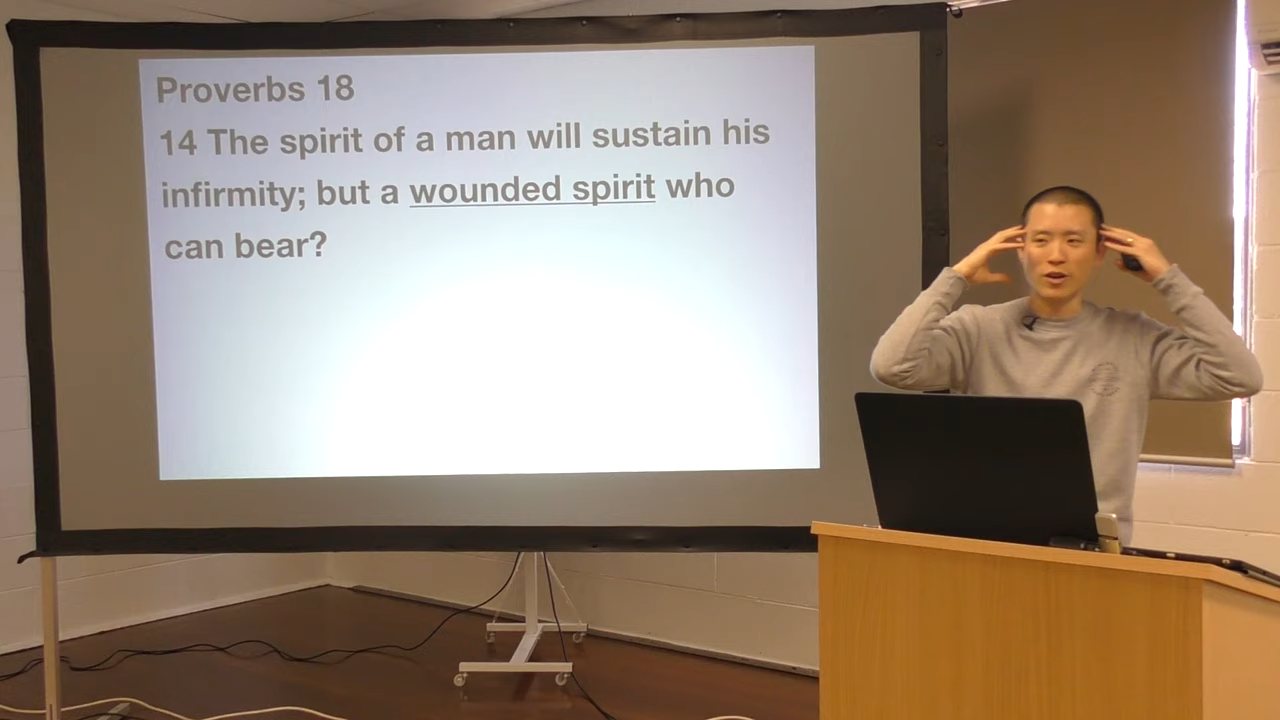 Proverbs 18
14 The spirit of a man will sustain his
infirmity; but a wounded spirit who
can bear?